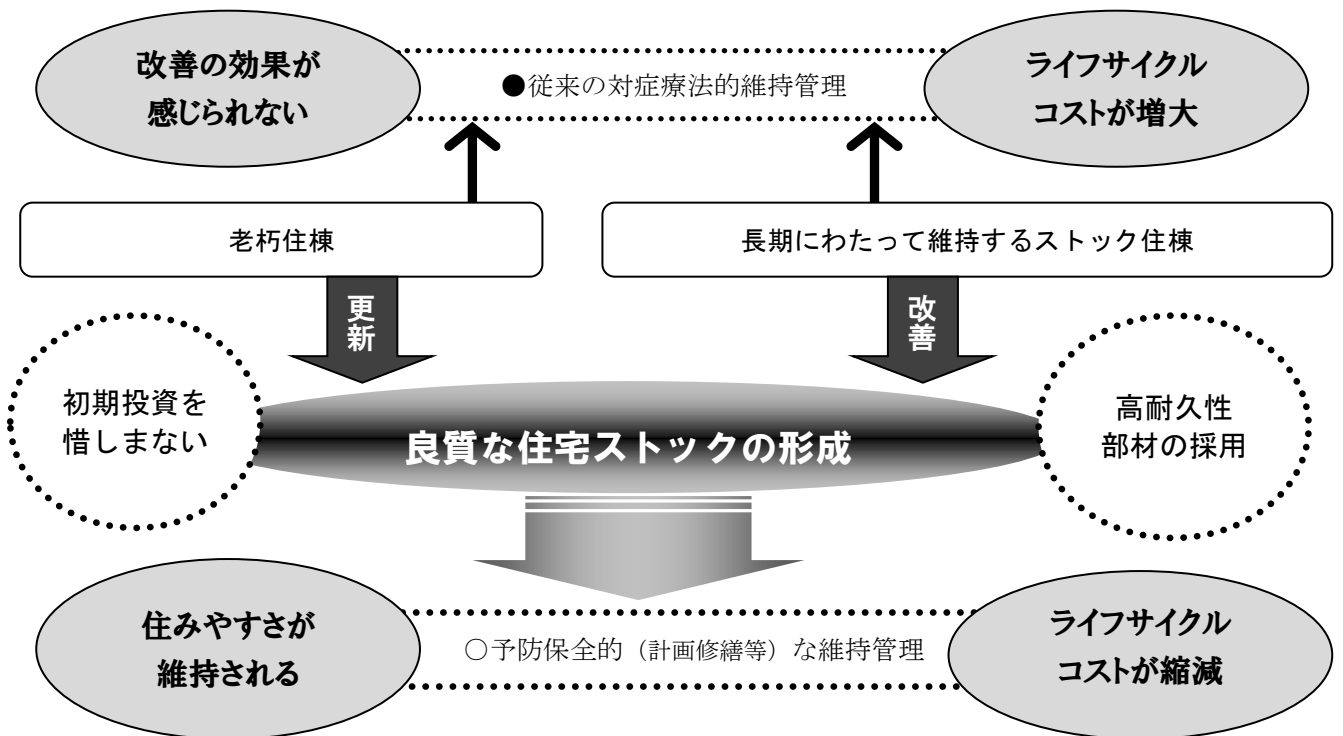 改善の効果が
感じられない
●従来の対症療法的維持管理
ライフサイクル
コストが増大
老朽住棟
長期にわたって維持するストック住棟
更新
改善
初期投資を
惜しまない
良質な住宅ストックの形成
高耐久性
部材の採用
住みやすさが
維持される
○予防保全的（計画修繕等）な維持管理
ライフサイクル
コストが縮減